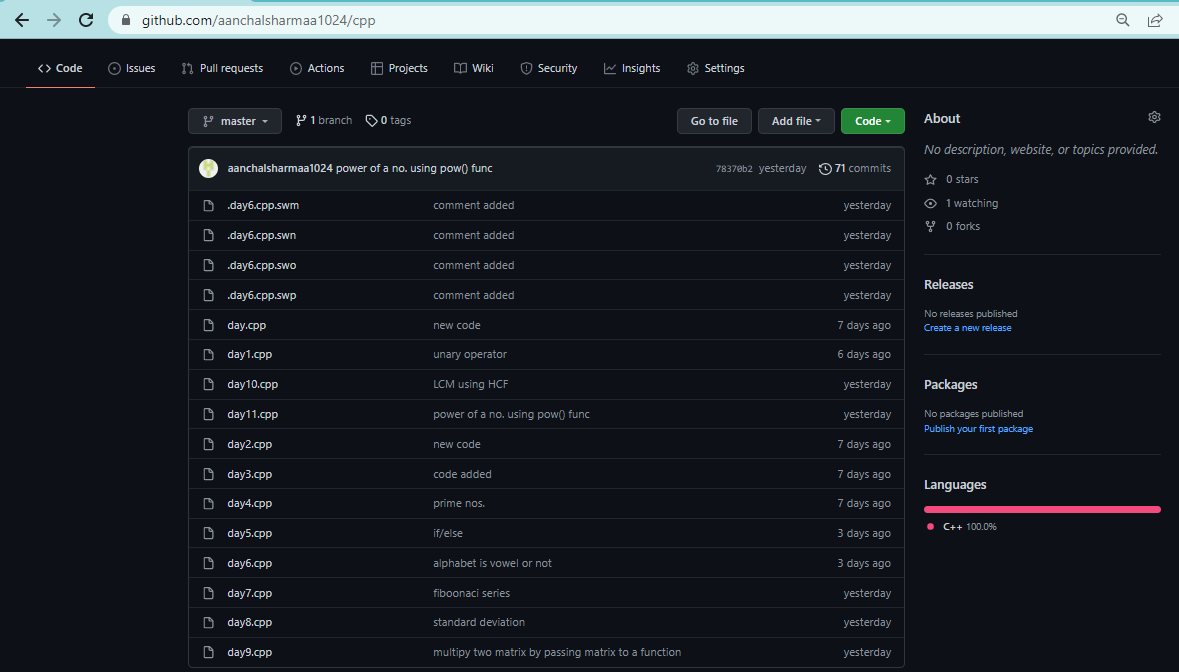 github.com/aanchalsharmaa1024/cpp
Code Issues Pull requests Actions Projects Wiki Security Insights Settings
master 1 branch 0 tags Go to file Add file Code
aanchalsharmaa1024 power of a no. using pow() func 78370b2 yesterday 71 commits
.day6.cpp.swm comment added yesterday
.day6.cpp.swn comment added yesterday
.day6.cpp.swo comment added yesterday
.day6.cpp.swp comment added yesterday
day.cpp new code 7 days ago
day1.cpp unary operator 6 days ago
day10.cpp LCM using HCF yesterday
day11.cpp power of a no. using pow() func yesterday
day2.cpp new code 7 days ago
day3.cpp code added 7 days ago
day4.cpp prime nos. 7 days ago
day5.cpp if/else 3 days ago
day6.cpp alphabet is vowel or not 3 days ago
day7.cpp fiboonaci series yesterday
day8.cpp standard deviation yesterday
day9.cpp multipy two matrix by passing matrix to a function yesterday
About
No description, website, or topics provided.
0 stars
1 watching
0 forks
Releases
No releases published
Create a new release
Packages
No packages published
Publish your first package
Languages
C++ 100.0%